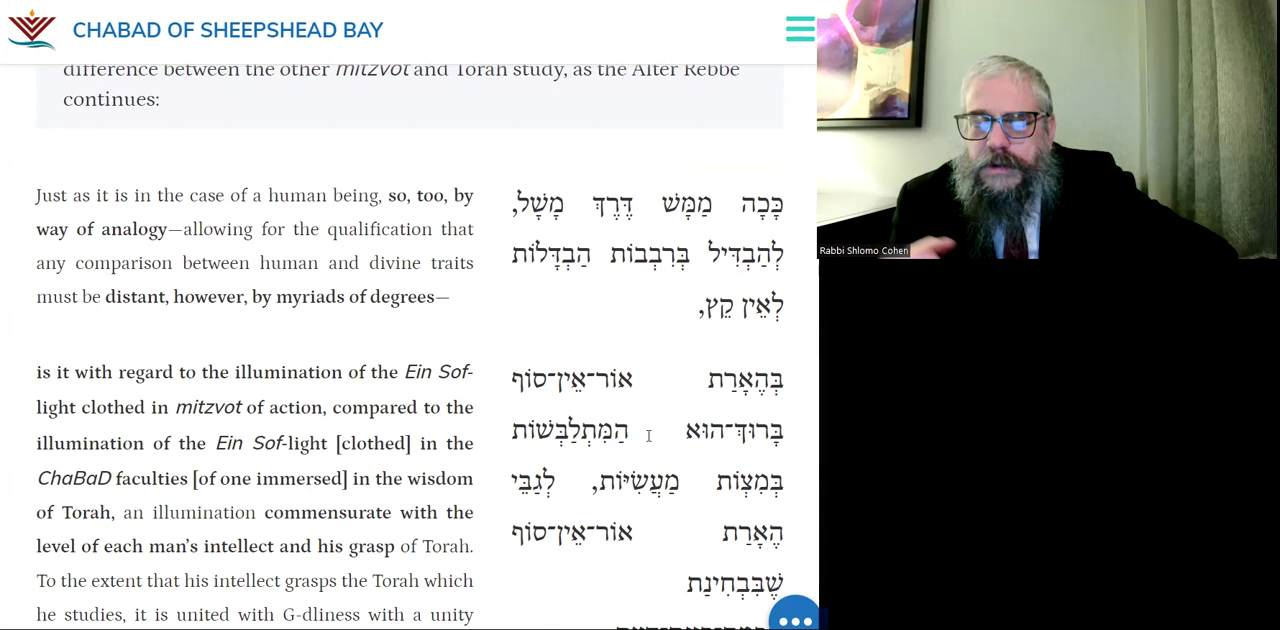 CHABAD OF SHEEPSHEAD BAY
difference between the other mitzvot and Torah study, as the Alter Rebbe
continues:
Just as it is in the case of a human being, so, too, by
way of analogy—allowing for the qualification that
any comparison between human and divine traits
must be distant, however, by myriads of degrees—
is it with regard to the illumination of the Ein Sof-
light clothed in mitzvot of action, compared to the
illumination of the Ein Sof-light [clothed] in the
ChaBaD faculties [of one immersed] in the wisdom
of Torah, an illumination commensurate with the
level of each man’s intellect and his grasp of Torah.
To the extent that his intellect grasps the Torah which
he studies, it is united with G-dliness with a unity
כָּכָה מַמָּשׁ דֶּרֶךְ מָשָׁל,
לְהַבְדִּיל בְּרִבְבוֹת הַבְדָּלוֹת
לְאֵין קֵץ,
בְּהֶאָרַת אוֹר־אֵין־סוֹף
בָּרוּךְ־הוּא הַמִּתְלַבְּשׁוֹת
בְּמִצְוֹת מַעֲשִׂיּוֹת, לְגַבֵּי
הֶאָרַת אוֹר־אֵין־סוֹף
שֶׁבִּבְחִינַת
Rabbi Shlomo Cohen